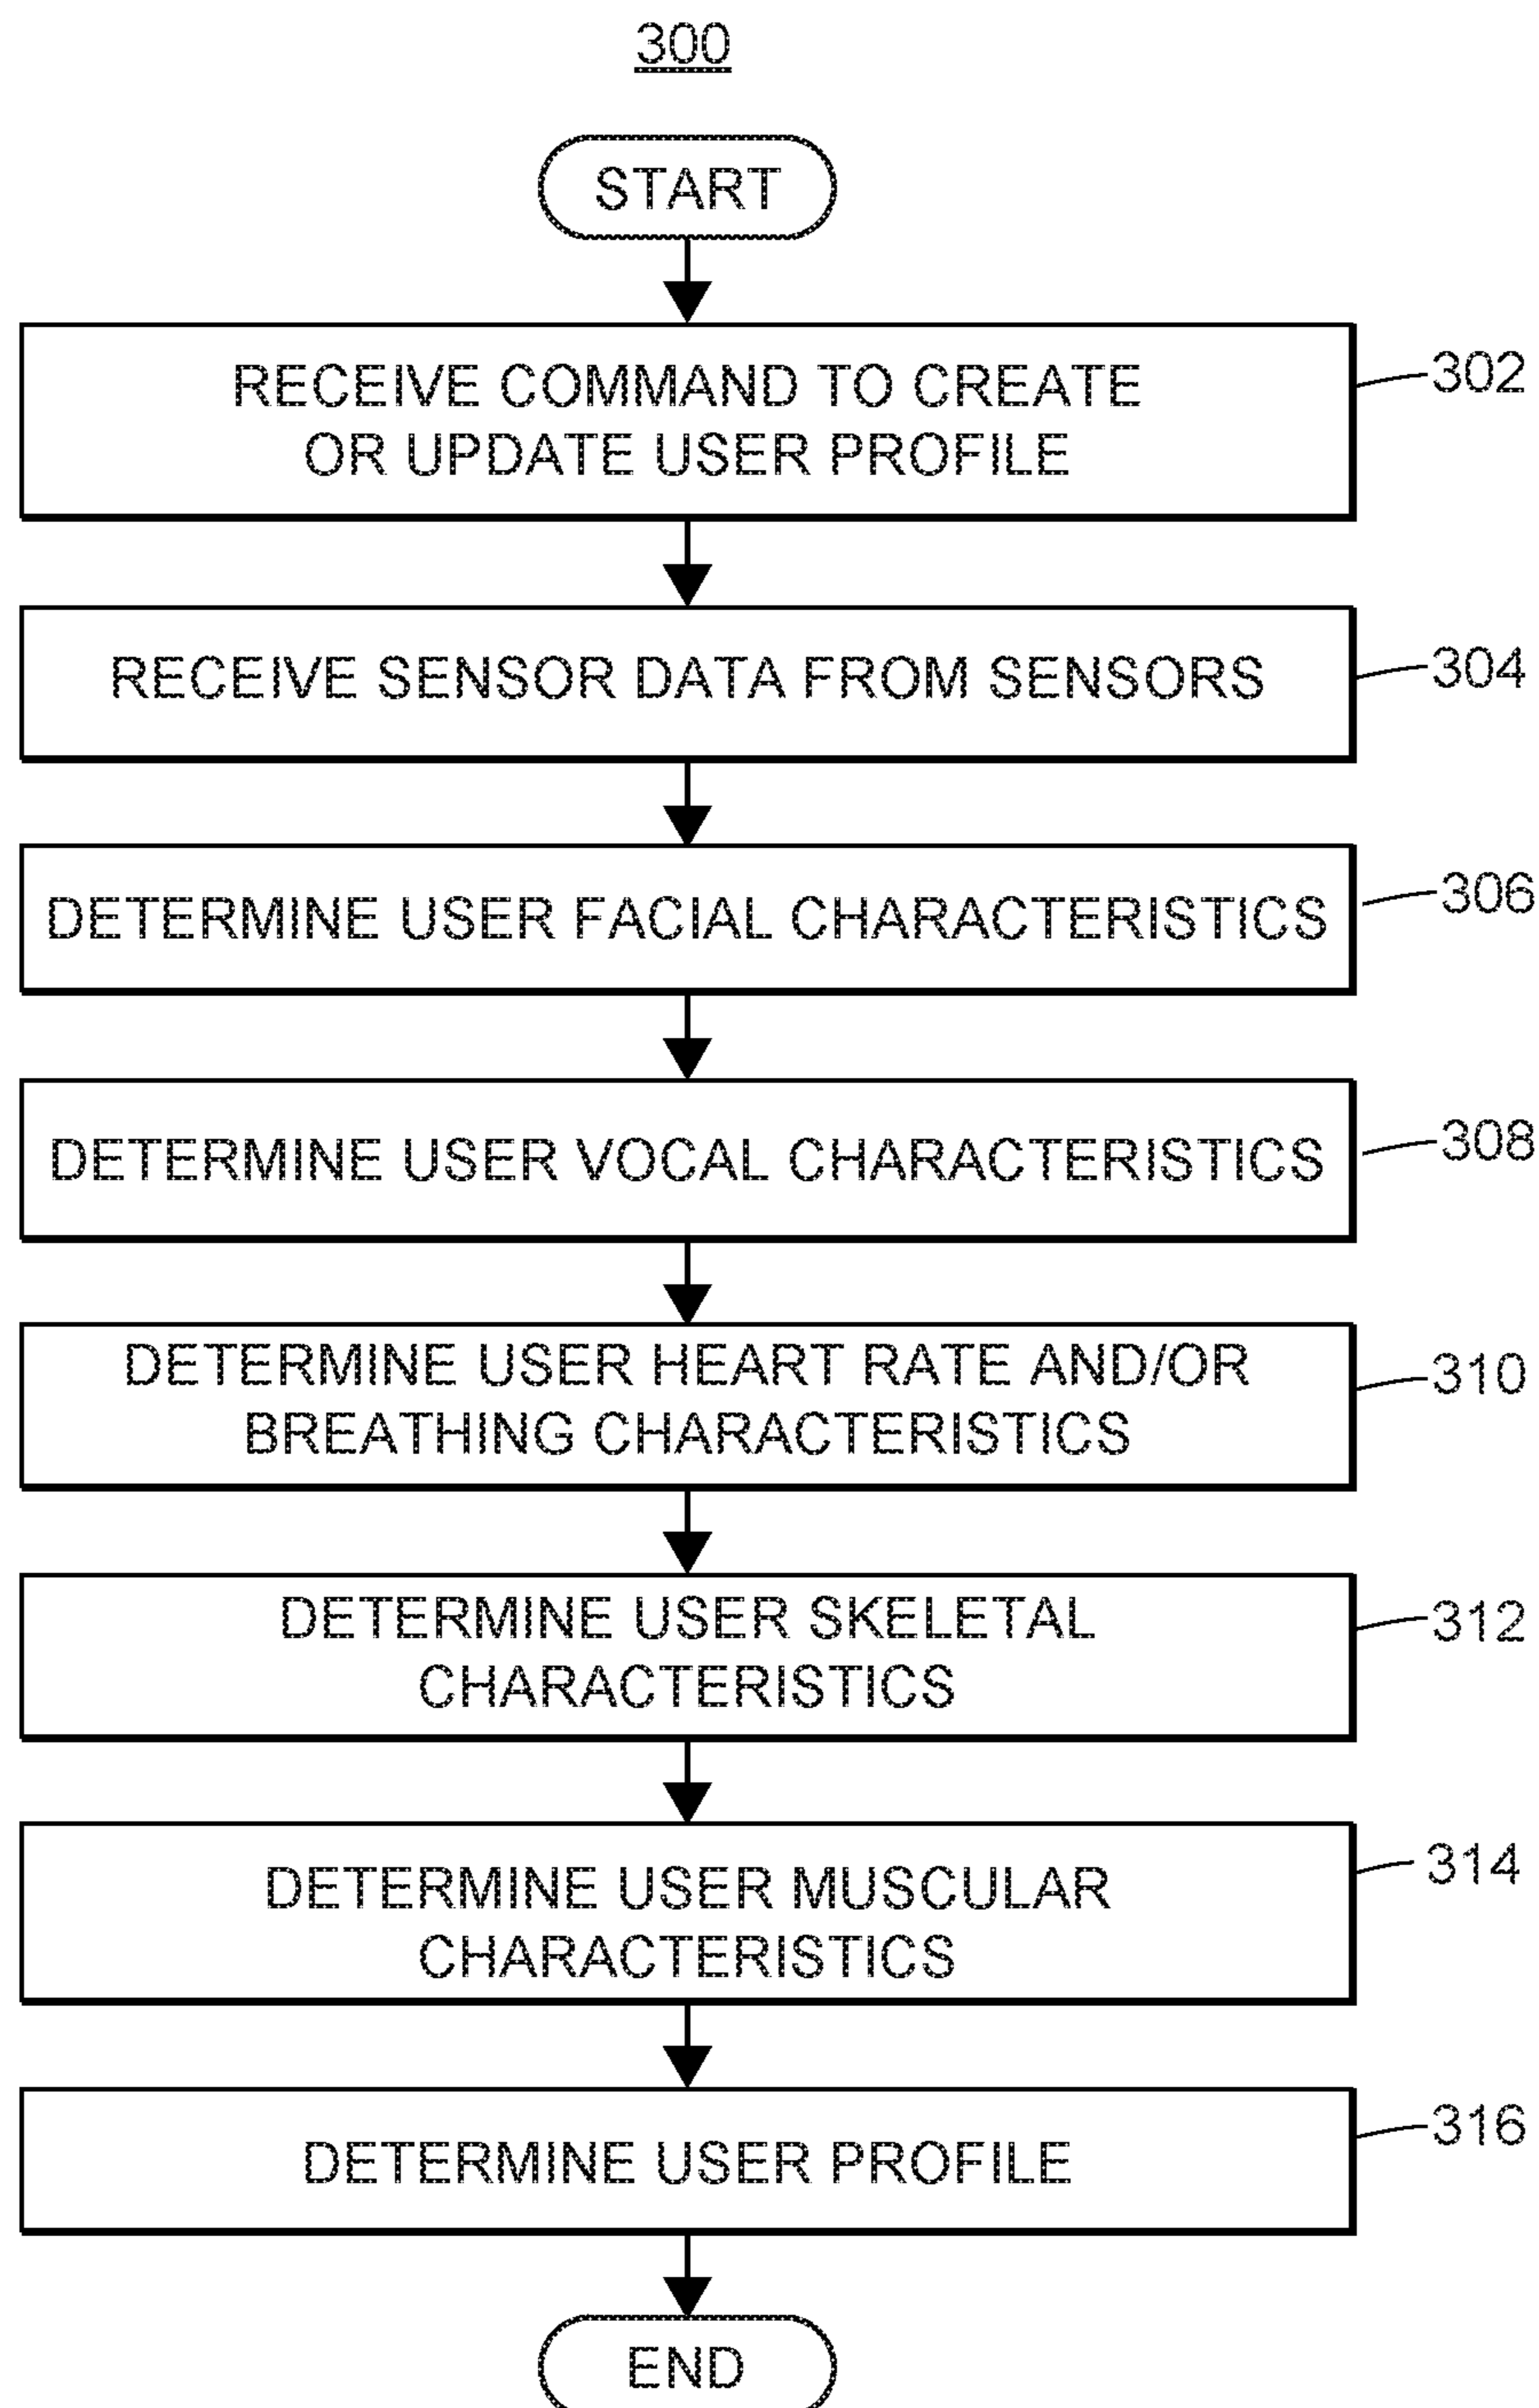 300
START
RECEIVE COMMAND TO CREATE
OR UPDATE USER PROFILE
302
RECEIVE SENSOR DATA FROM SENSORS
304
DETERMINE USER FACIAL CHARACTERISTICS
306
DETERMINE USER VOCAL CHARACTERISTICS
308
DETERMINE USER HEART RATE AND/OR
BREATHING CHARACTERISTICS
310
DETERMINE USER SKELETAL
CHARACTERISTICS
312
DETERMINE USER MUSCULAR
CHARACTERISTICS
314
DETERMINE USER PROFILE
316
END